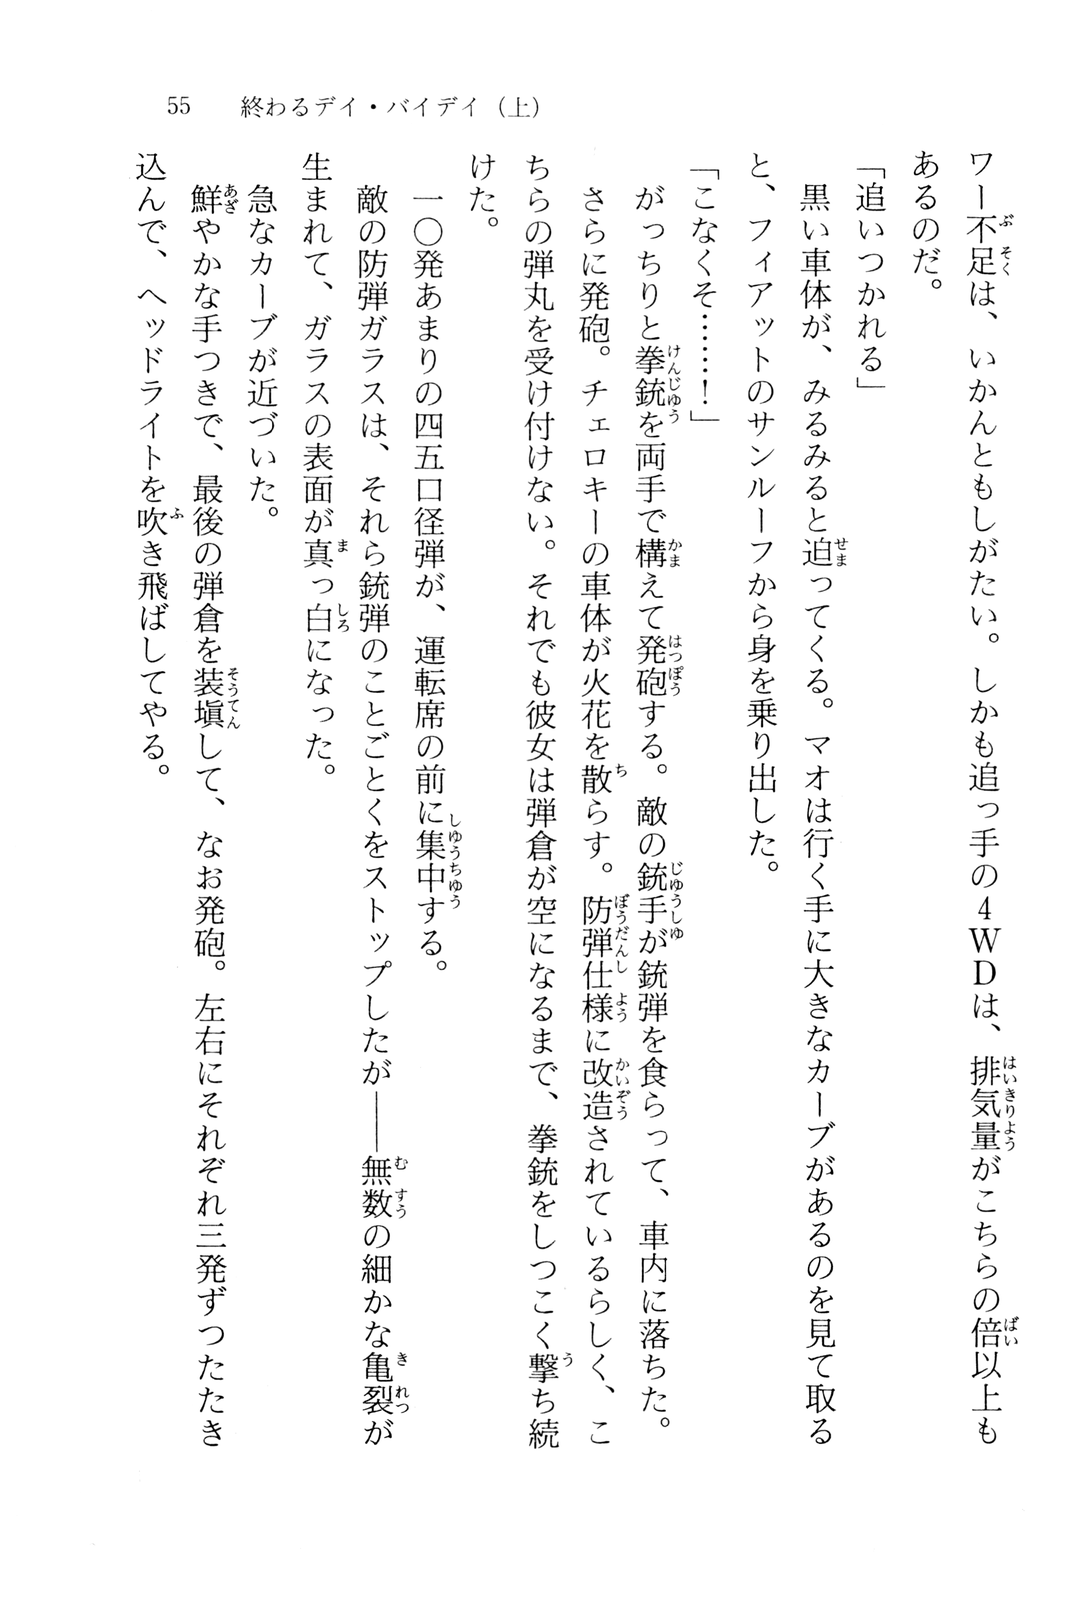 55　終わるデイ・バイデイ（上）
ワー不足は、いかんともしがたい。しかも追っ手の４ＷＤは、排気量がこちらの倍以上も
あるのだ。
「追いつかれる」
　黒い車体が、みるみると迫ってくる。マオは行く手に大きなカーブがあるのを見て取る
と、フィアットのサンルーフから身を乗り出した。
「こなくそ……！」
　がっちりと拳銃を両手で構えて発砲する。敵の銃手が銃弾を食らって、車内に落ちた。
　さらに発砲。チェロキーの車体が火花を散らす。防弾仕様に改造されているらしく、こ
ちらの弾丸を受け付けない。それでも彼女は弾倉が空になるまで、拳銃をしつこく撃ち続
けた。
　一〇発あまりの四五口径弾が、運転席の前に集中する。
　敵の防弾ガラスは、それら銃弾のことごとくをストップしたが――無数の細かな亀裂が
生まれて、ガラスの表面が真っ白になった。
　急なカーブが近づいた。
　鮮やかな手つきで、最後の弾倉を装塡して、なお発砲。左右にそれぞれ三発ずつたたき
込んで、ヘッドライトを吹き飛ばしてやる。